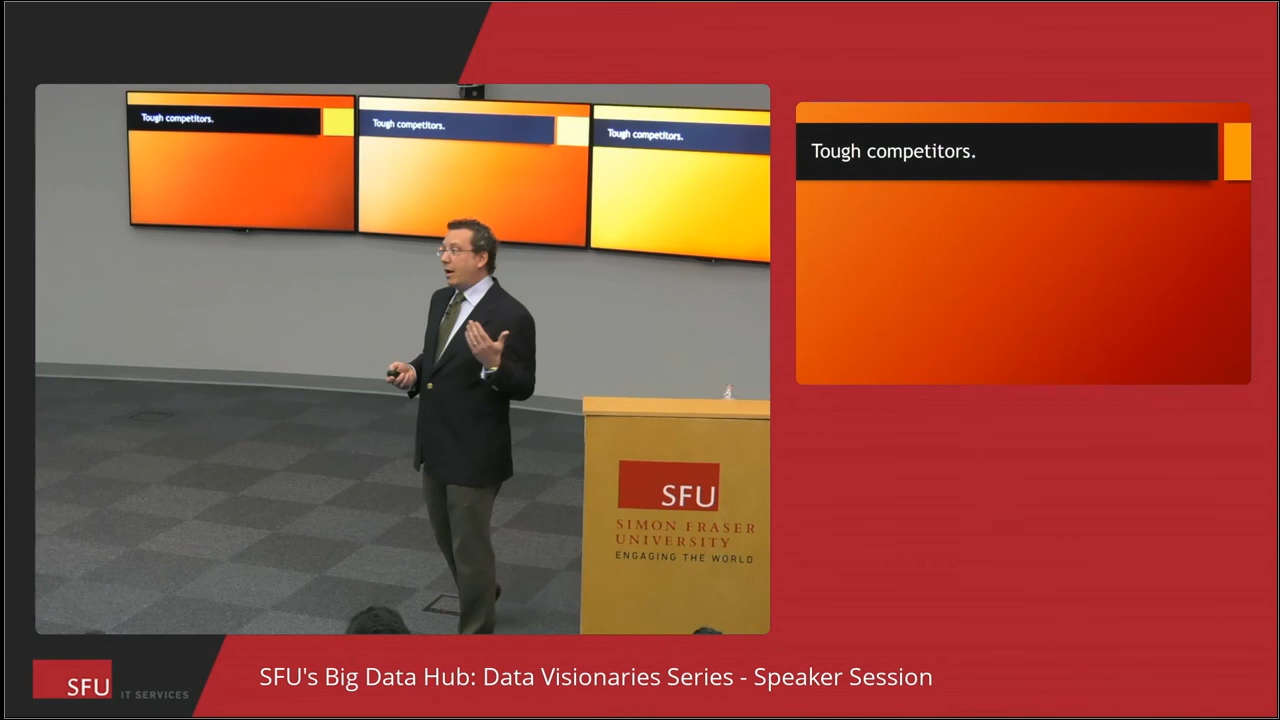 Tough competitors.
Tough competitors.
Tough competitors.
Tough competitors.
SFU
SIMON FRASER
UNIVERSITY
ENGAGING THE WORLD
SFU IT SERVICES
SFU's Big Data Hub: Data Visionaries Series - Speaker Session